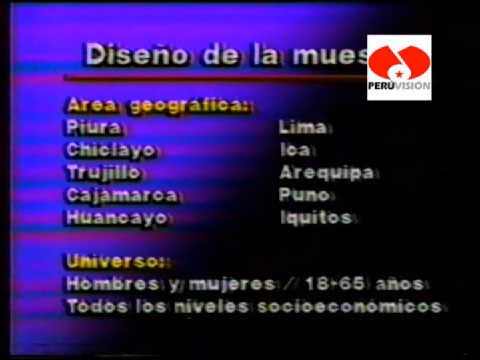 Diseño de la mues
PERÚVISIÓN
Area geográfica:
Piura Lima
Chiclayo Ica
Trujillo Arequipa
Cajamarca Puno
Huancayo Iquitos
Universo:
Hombres y mujeres // 18-65 años
Todos los niveles socioeconómicos